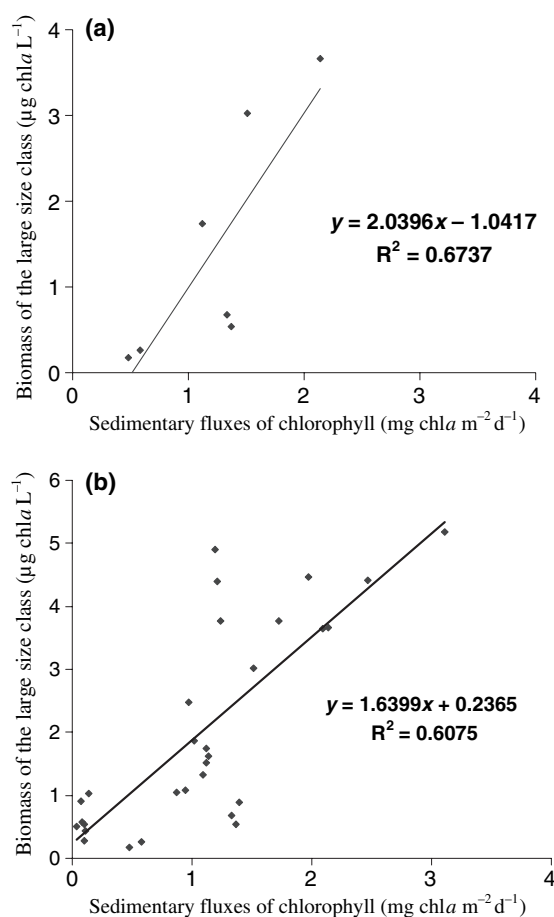 (a)
Biomass of the large size class (µg chla L⁻¹)
4
3
2
1
0
y = 2.0396x – 1.0417
R² = 0.6737
0 1 2 3 4
Sedimentary fluxes of chlorophyll (mg chla m⁻² d⁻¹)
(b)
Biomass of the large size class (µg chla L⁻¹)
6
5
4
3
2
1
0
y = 1.6399x + 0.2365
R² = 0.6075
0 1 2 3 4
Sedimentary fluxes of chlorophyll (mg chla m⁻² d⁻¹)